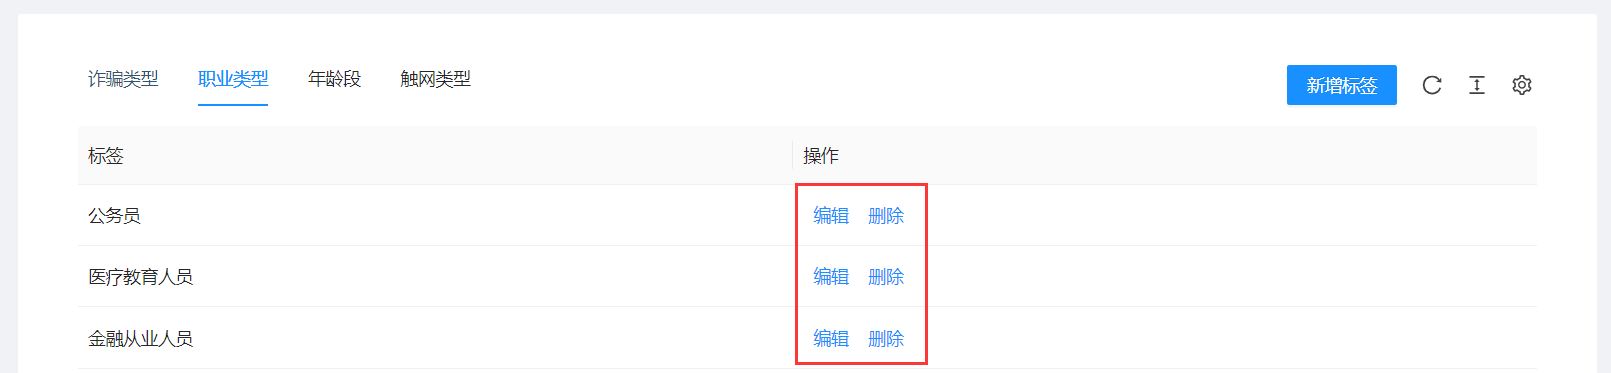 诈骗类型 职业类型 年龄段 触网类型 新增标签
标签 操作
公务员 编辑 删除
医疗教育人员 编辑 删除
金融从业人员 编辑 删除